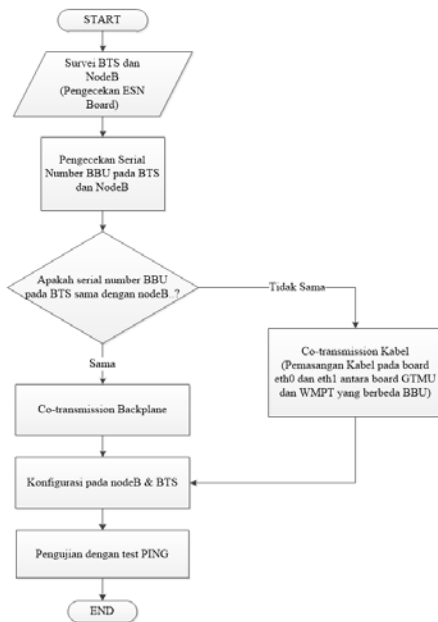 START
Survei BTS dan
NodeB
(Pengecekan ESN
Board)
Pengecekan Serial
Number BBU pada BTS
dan NodeB
Apakah serial number BBU
pada BTS sama dengan nodeB..?
Tidak Sama
Sama
Co-transmission Kabel
(Pemasangan Kabel pada board
eth0 dan eth1 antara board GTMU
dan WMPT yang berbeda BBU)
Co-transmission Backplane
Konfigurasi pada nodeB & BTS
Pengujian dengan test PING
END